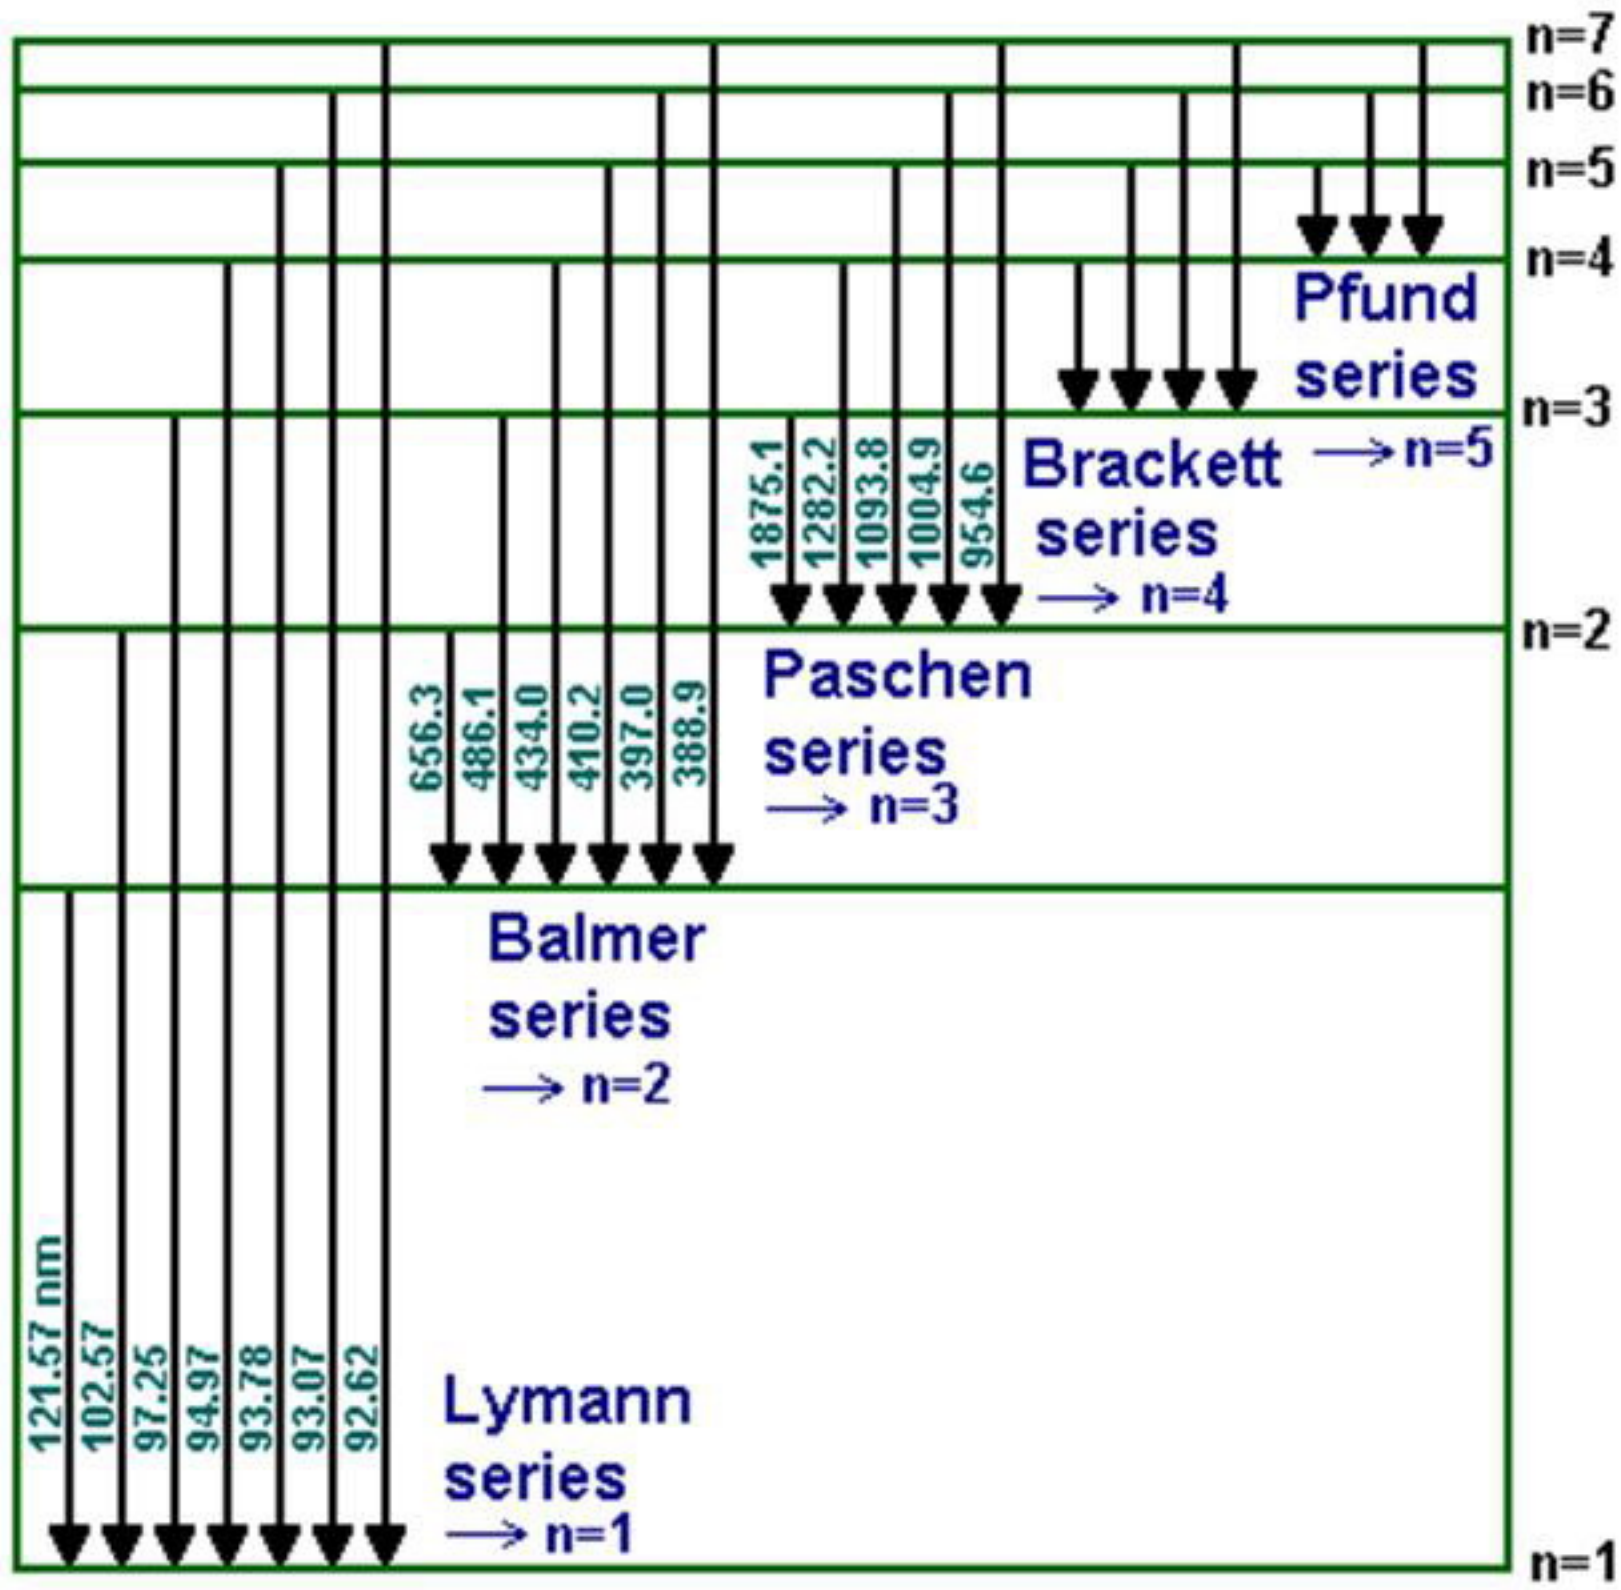 n=7
n=6
n=5
n=4
Pfund
series
→ n=5
n=3
1875.1
1282.2
1093.8
1004.9
954.6
Brackett
series
→ n=4
n=2
656.3
486.1
434.0
410.2
397.0
388.9
Paschen
series
→ n=3
Balmer
series
→ n=2
121.57 nm
102.57
97.25
94.97
93.78
93.07
92.62
Lymann
series
→ n=1
n=1